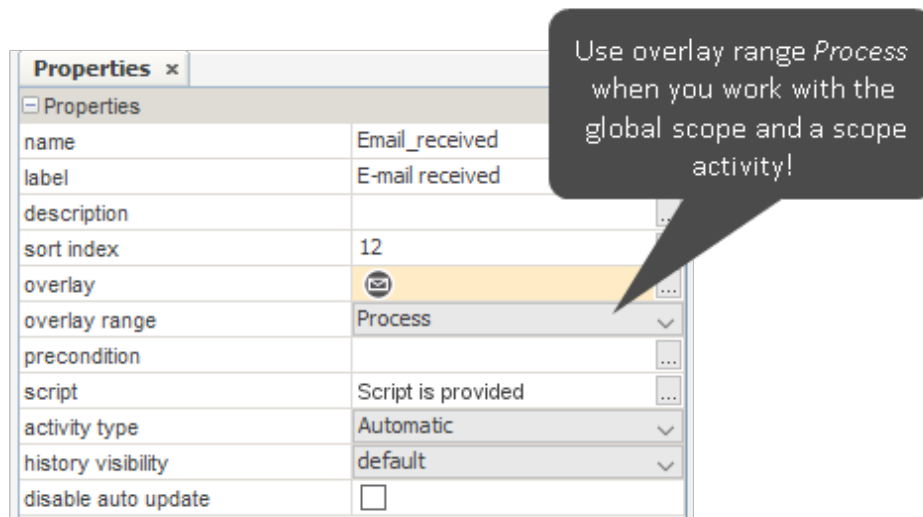 Use overlay range Process
when you work with the
global scope and a scope
activity!
Properties ×
Properties
name Email_received
label E-mail received
description ...
sort index 12
overlay ...
overlay range Process
precondition ...
script Script is provided ...
activity type Automatic
history visibility default
disable auto update